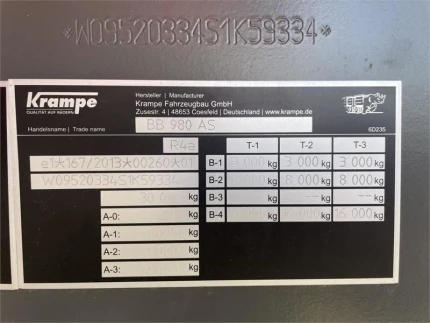 *W09520334S1K59334*
Krampe
QUALITÄT AUF RÄDERN
Hersteller | Manufacturer
Krampe Fahrzeugbau GmbH
Zusestr. 4 | 48653 Coesfeld | Deutschland | www.krampe.de
Handelsname | Trade name BB 980 AS 6D235
R4a T-1 T-2 T-3
e1*167/2013*00260*01 B-1 kg 3 000 kg 3 000 kg
W09520334S1K59334 B-2 kg 8 000 kg 8 000 kg
kg B-3 kg -- kg -- kg
A-0: kg B-4 kg kg 16 000 kg
A-1: kg
A-2: kg
A-3: kg